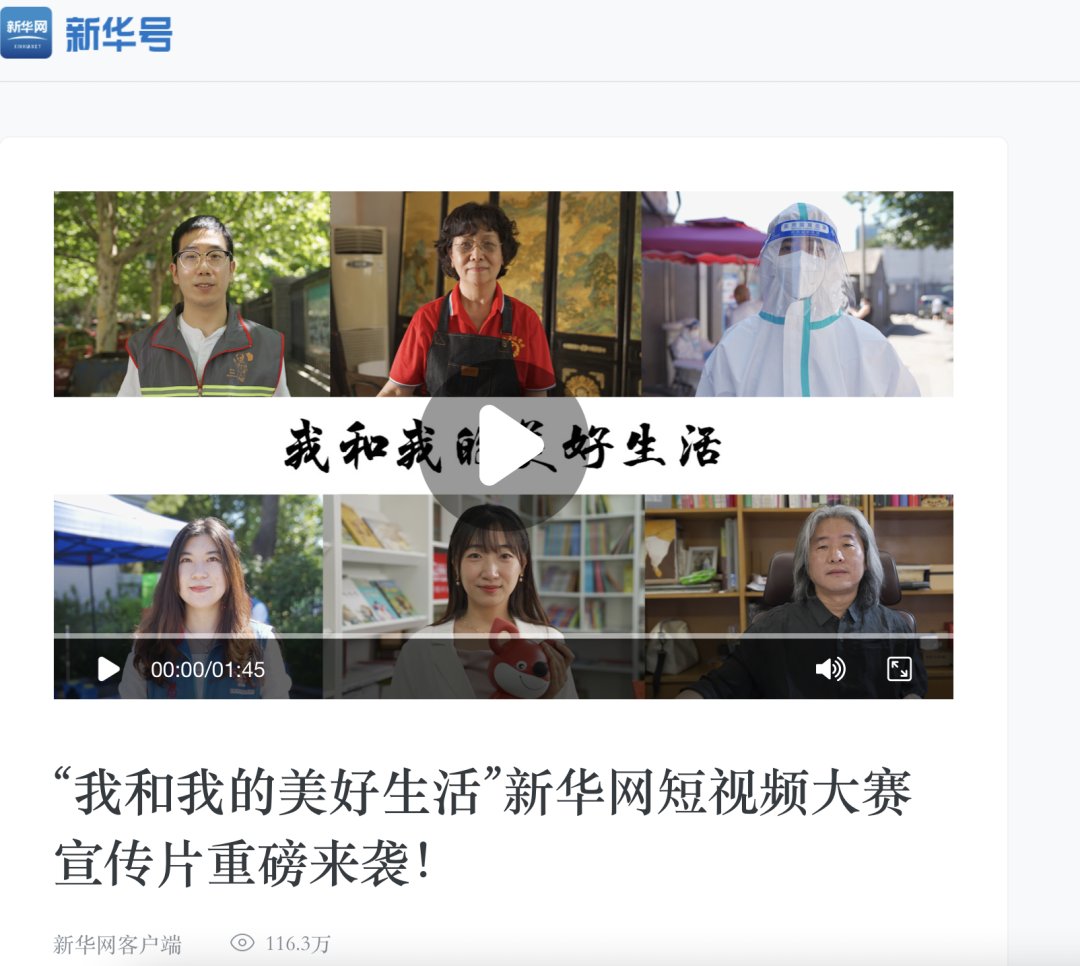 新华网
新华号
我和我的美好生活
00:00/01:45
“我和我的美好生活”新华网短视频大赛
宣传片重磅来袭！
新华网客户端 116.3万